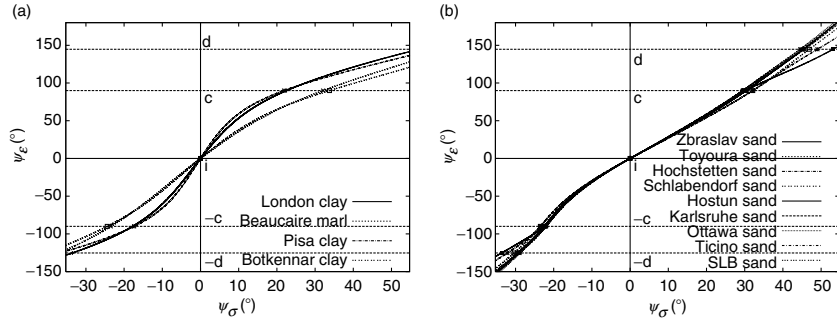 (a)
150
100
50
0
−50
−100
−150
ψε (°)
d
c
i
−c
−d
London clay
Beaucaire marl
Pisa clay
Botkennar clay
−30 −20 −10 0 10 20 30 40 50
ψσ (°)
(b)
150
100
50
0
−50
−100
−150
ψε (°)
d
c
i
−c
−d
Zbraslav sand
Toyoura sand
Hochstetten sand
Schlabendorf sand
Hostun sand
Karlsruhe sand
Ottawa sand
Ticino sand
SLB sand
−30 −20 −10 0 10 20 30 40 50
ψσ (°)